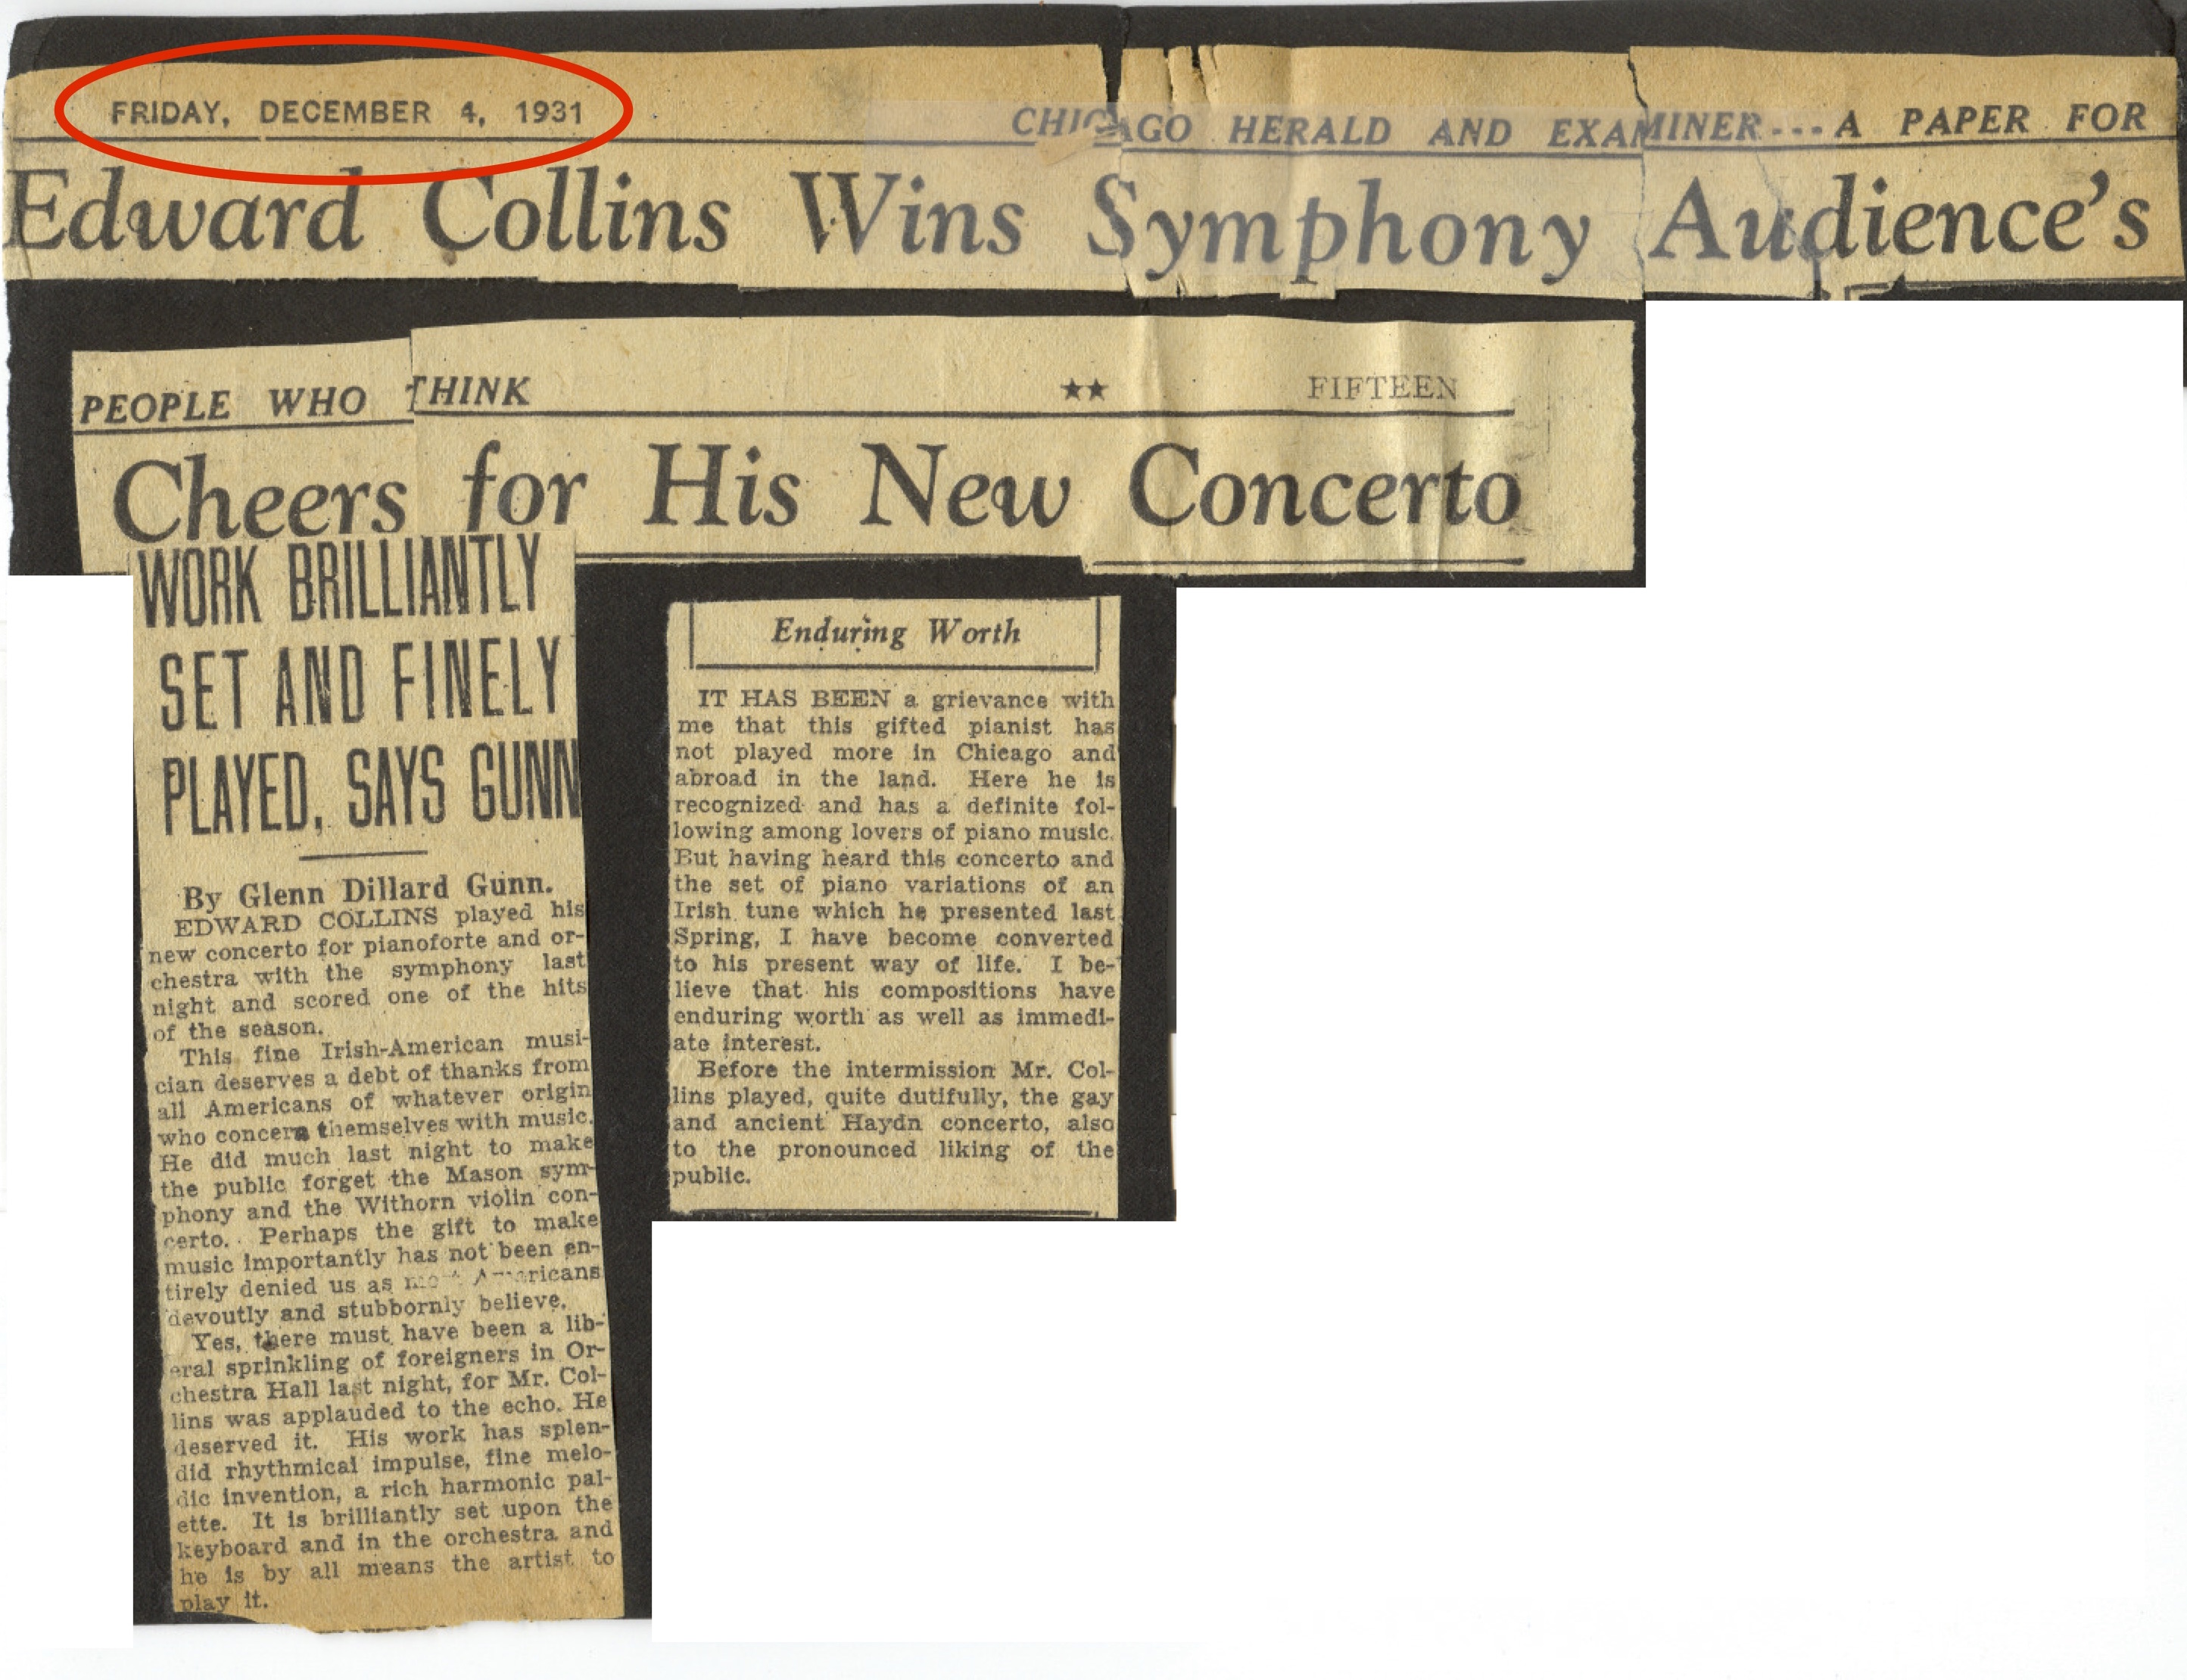 FRIDAY, DECEMBER 4, 1931 CHICAGO HERALD AND EXAMINER---A PAPER FOR
Edward Collins Wins Symphony Audience's
PEOPLE WHO THINK ★★ FIFTEEN
Cheers for His New Concerto
WORK BRILLIANTLY
SET AND FINELY
PLAYED, SAYS GUNN
By Glenn Dillard Gunn.
EDWARD COLLINS played his
new concerto for pianoforte and or-
chestra with the symphony last
night and scored one of the hits
of the season.
This fine Irish-American musi-
cian deserves a debt of thanks from
all Americans of whatever origin
who concern themselves with music.
He did much last night to make
the public forget the Mason sym-
phony and the Withorn violin con-
certo. Perhaps the gift to make
music importantly has not been en-
tirely denied us as most Americans
devoutly and stubbornly believe.
Yes, there must have been a lib-
eral sprinkling of foreigners in Or-
chestra Hall last night, for Mr. Col-
lins was applauded to the echo. He
deserved it. His work has splen-
did rhythmical impulse, fine melo-
dic invention, a rich harmonic pal-
ette. It is brilliantly set upon the
keyboard and in the orchestra and
he is by all means the artist to
play it.
Enduring Worth
IT HAS BEEN a grievance with
me that this gifted pianist has
not played more in Chicago and
abroad in the land. Here he is
recognized and has a definite fol-
lowing among lovers of piano music.
But having heard this concerto and
the set of piano variations of an
Irish tune which he presented last
Spring, I have become converted
to his present way of life. I be-
lieve that his compositions have
enduring worth as well as immedi-
ate interest.
Before the intermission Mr. Col-
lins played, quite dutifully, the gay
and ancient Haydn concerto, also
to the pronounced liking of the
public.